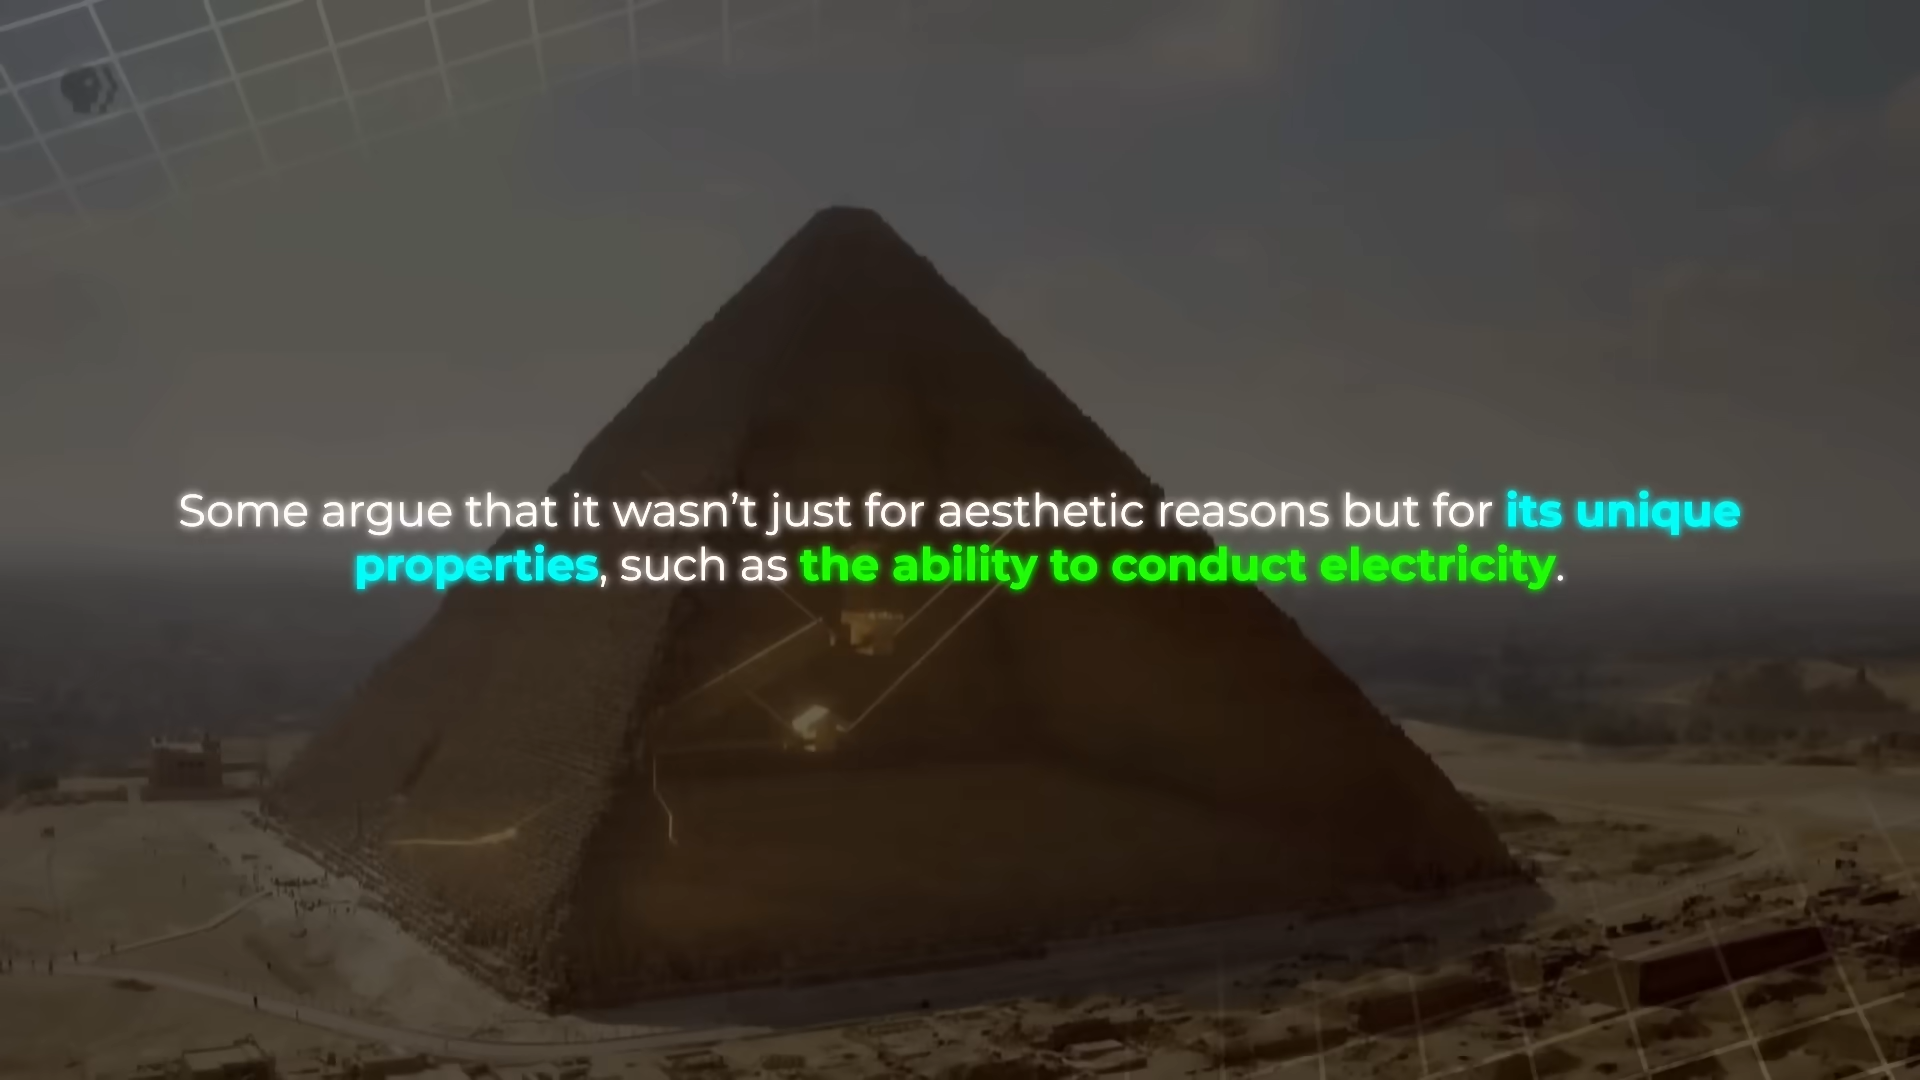 Some argue that it wasn’t just for aesthetic reasons but for its unique
properties, such as the ability to conduct electricity.